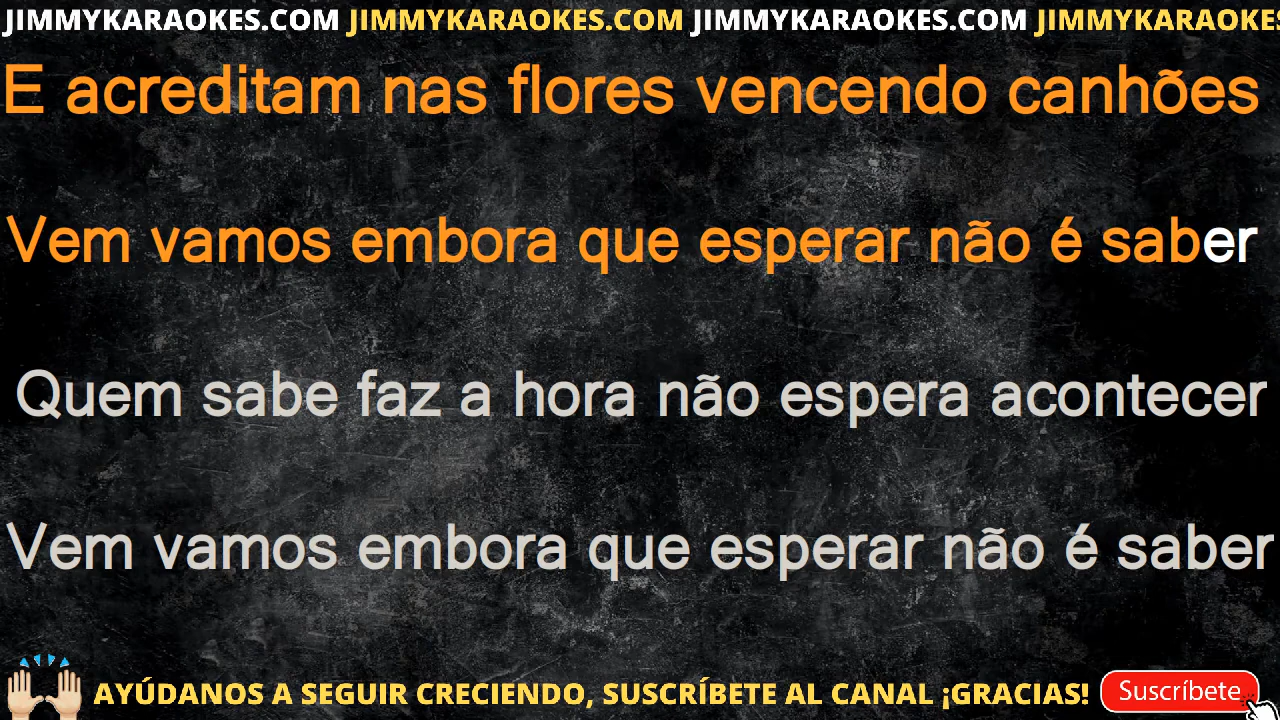 JIMMYKARAOKES.COM JIMMYKARAOKES.COM JIMMYKARAOKES.COM JIMMYKARAOKES
E acreditam nas flores vencendo canhões
Vem vamos embora que esperar não é saber
Quem sabe faz a hora não espera acontecer
Vem vamos embora que esperar não é saber
AYÚDANOS A SEGUIR CRECIENDO, SUSCRÍBETE AL CANAL ¡GRACIAS! Suscríbete